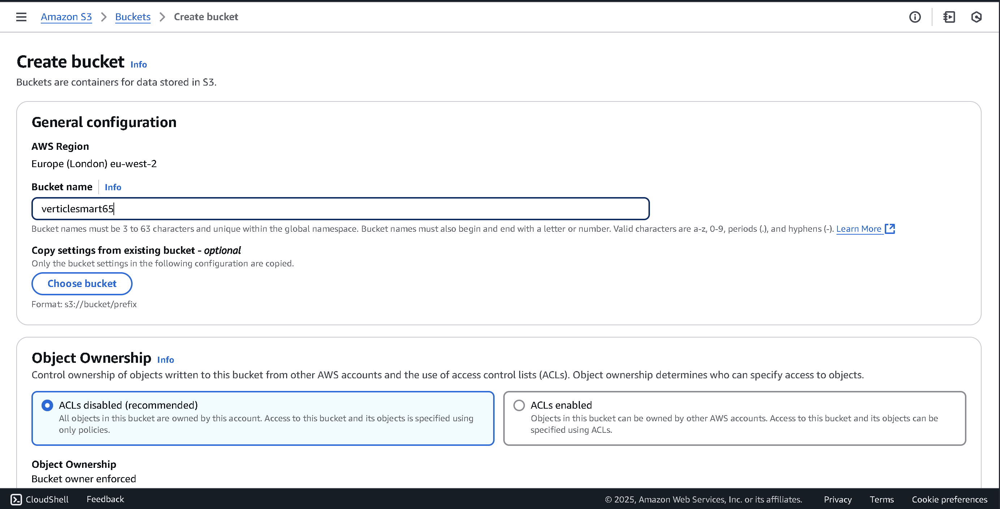 Amazon S3 > Buckets > Create bucket
Create bucket Info
Buckets are containers for data stored in S3.
General configuration
AWS Region
Europe (London) eu-west-2
Bucket name Info
verticlesmart65
Bucket names must be 3 to 63 characters and unique within the global namespace. Bucket names must also begin and end with a letter or number. Valid characters are a-z, 0-9, periods (.), and hyphens (-). Learn More
Copy settings from existing bucket - optional
Only the bucket settings in the following configuration are copied.
Choose bucket
Format: s3://bucket/prefix
Object Ownership Info
Control ownership of objects written to this bucket from other AWS accounts and the use of access control lists (ACLs). Object ownership determines who can specify access to objects.
ACLs disabled (recommended)
All objects in this bucket are owned by this account. Access to this bucket and its objects is specified using
only policies.
ACLs enabled
Objects in this bucket can be owned by other AWS accounts. Access to this bucket and its objects can be
specified using ACLs.
Object Ownership
Bucket owner enforced
CloudShell Feedback © 2025, Amazon Web Services, Inc. or its affiliates. Privacy Terms Cookie preferences